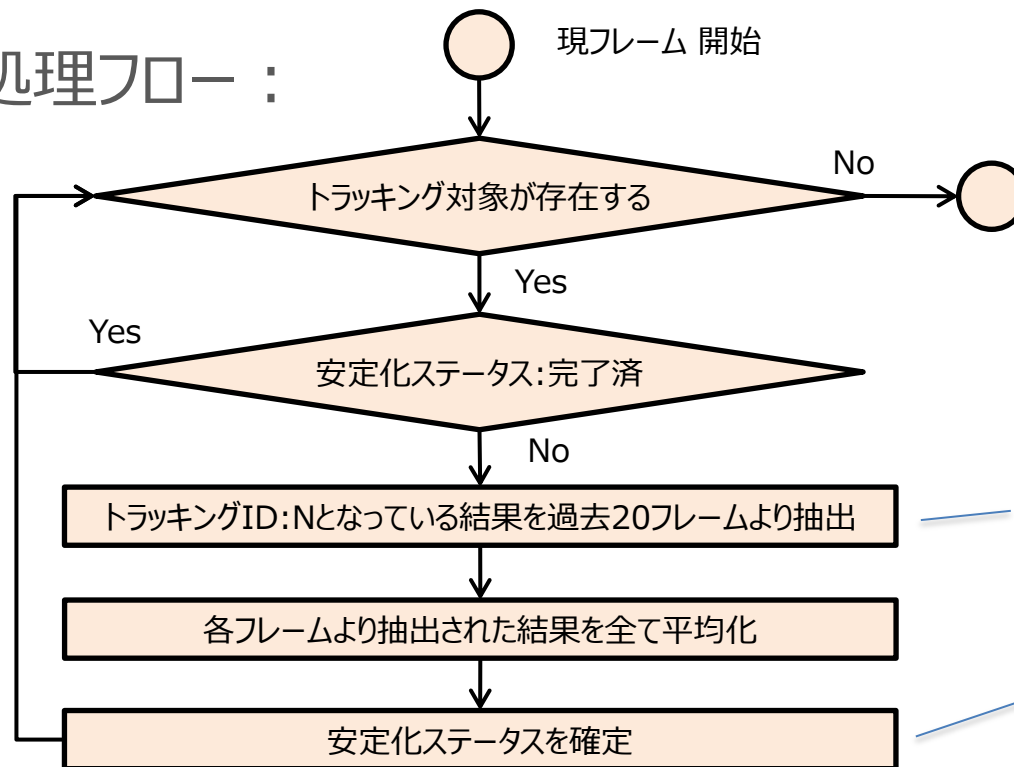 処理フロー：
現フレーム 開始
トラッキング対象が存在する
No
Yes
Yes
安定化ステータス:完了済
No
トラッキングID:Nとなっている結果を過去20フレームより抽出
各フレームより抽出された結果を全て平均化
安定化ステータスを確定